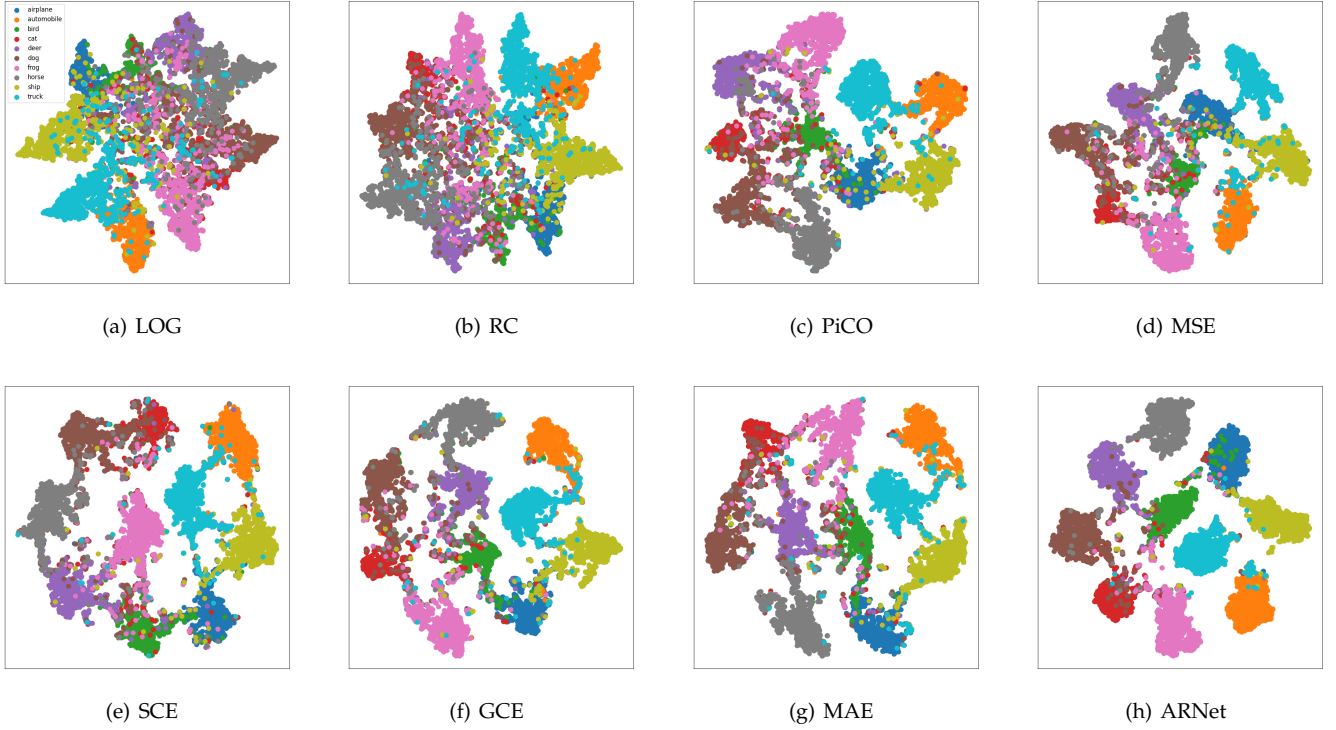 airplane
automobile
bird
cat
deer
dog
frog
horse
ship
truck
(a) LOG
(b) RC
(c) PiCO
(d) MSE
(e) SCE
(f) GCE
(g) MAE
(h) ARNet